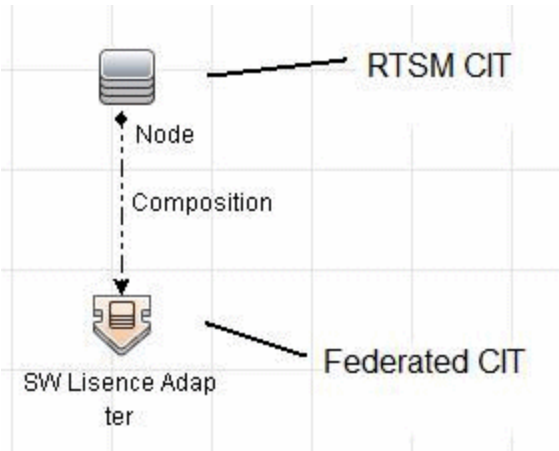 RTSM CIT
Node
Composition
Federated CIT
SW Lisence Adap
ter